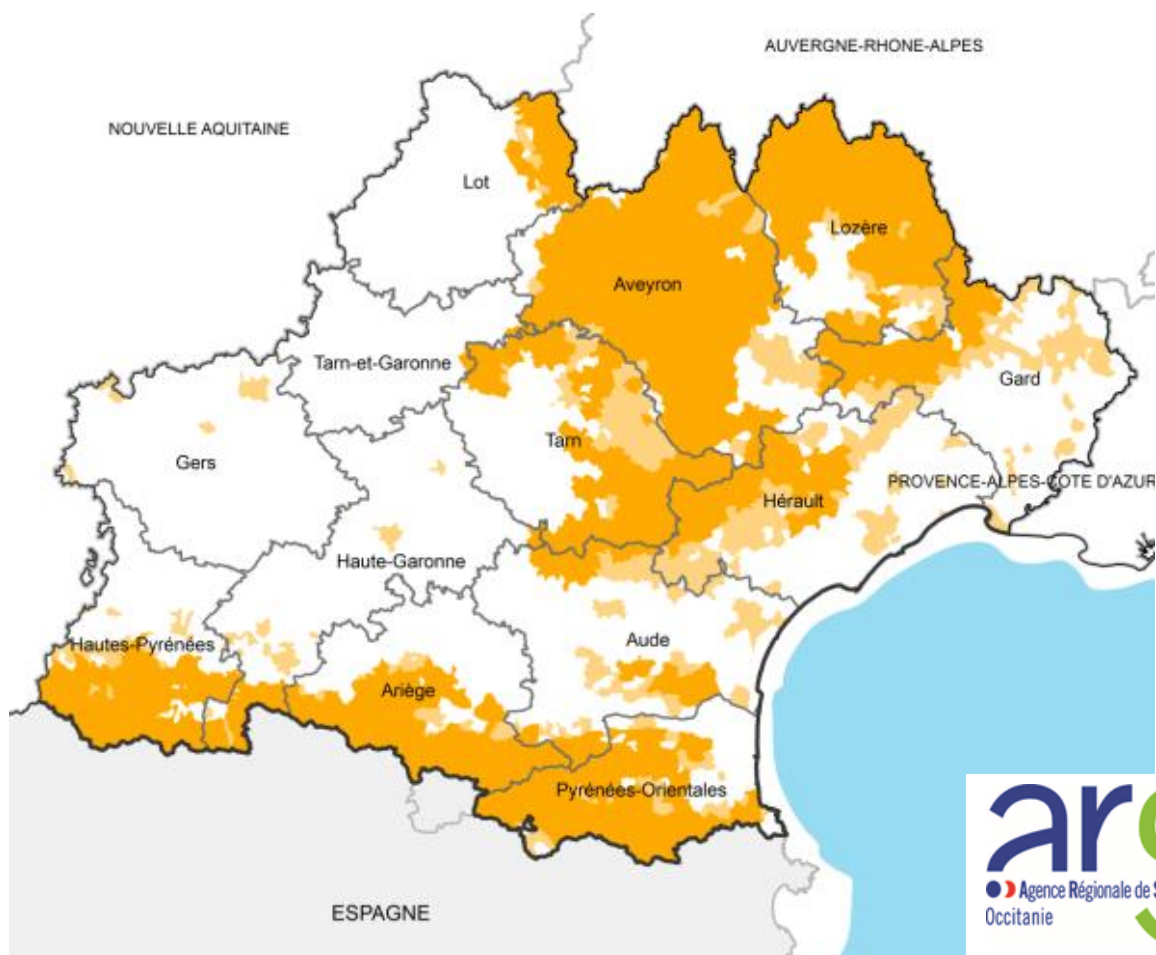 AUVERGNE-RHONE-ALPES
NOUVELLE AQUITAINE
Lot
Lozère
Aveyron
Tarn-et-Garonne
Gard
Tarn
Gers
PROVENCE-ALPES-COTE D'AZUR
Hérault
Haute-Garonne
Hautes-Pyrénées
Aude
Ariège
Pyrénées-Orientales
ESPAGNE
ar
Agence Régionale de S
Occitanie